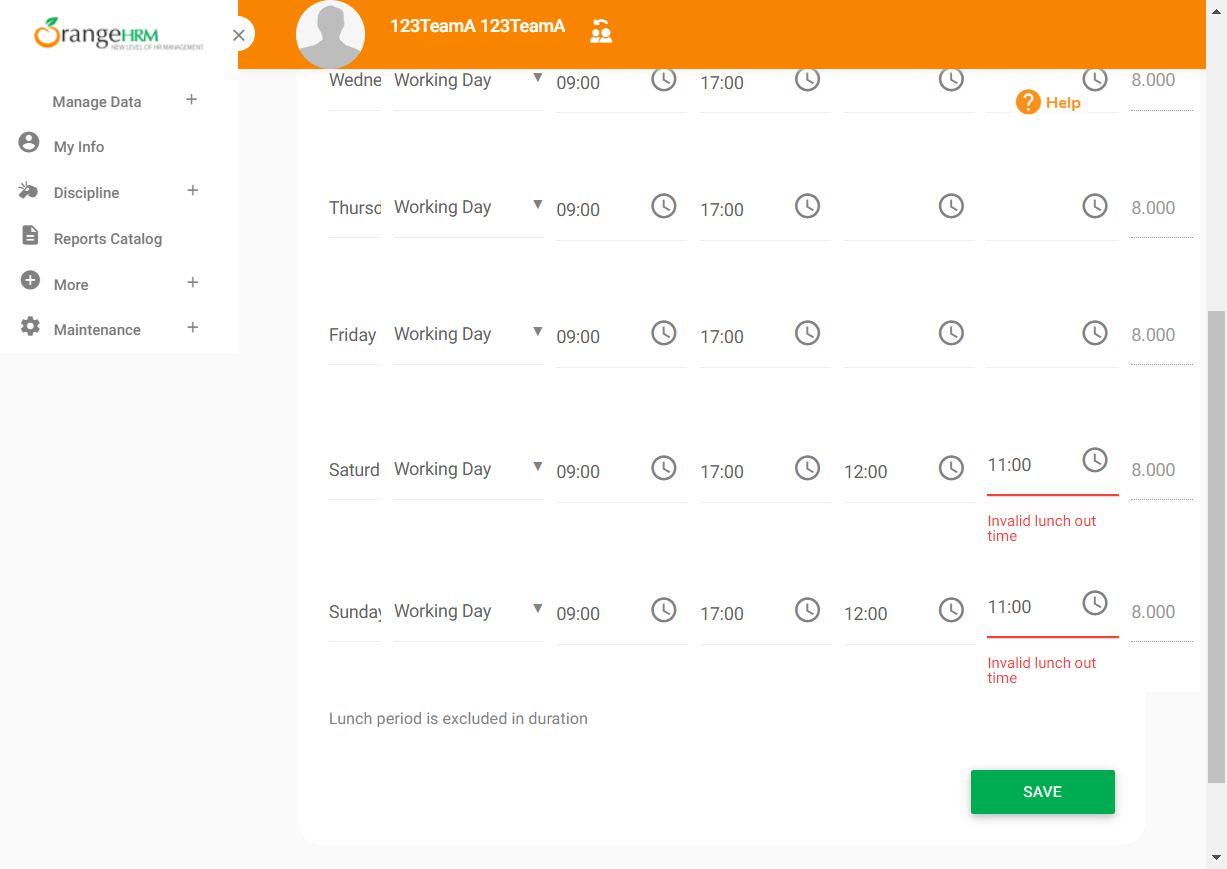 OrangeHRM
NEW LEVEL OF HR MANAGEMENT
123TeamA 123TeamA
Manage Data
My Info
Discipline
Reports Catalog
More
Maintenance
Wedne Working Day 09:00 17:00 8.000
? Help
Thursd Working Day 09:00 17:00 8.000
Friday Working Day 09:00 17:00 8.000
Saturd Working Day 09:00 17:00 12:00 11:00 8.000
Invalid lunch out
time
Sunday Working Day 09:00 17:00 12:00 11:00 8.000
Invalid lunch out
time
Lunch period is excluded in duration
SAVE